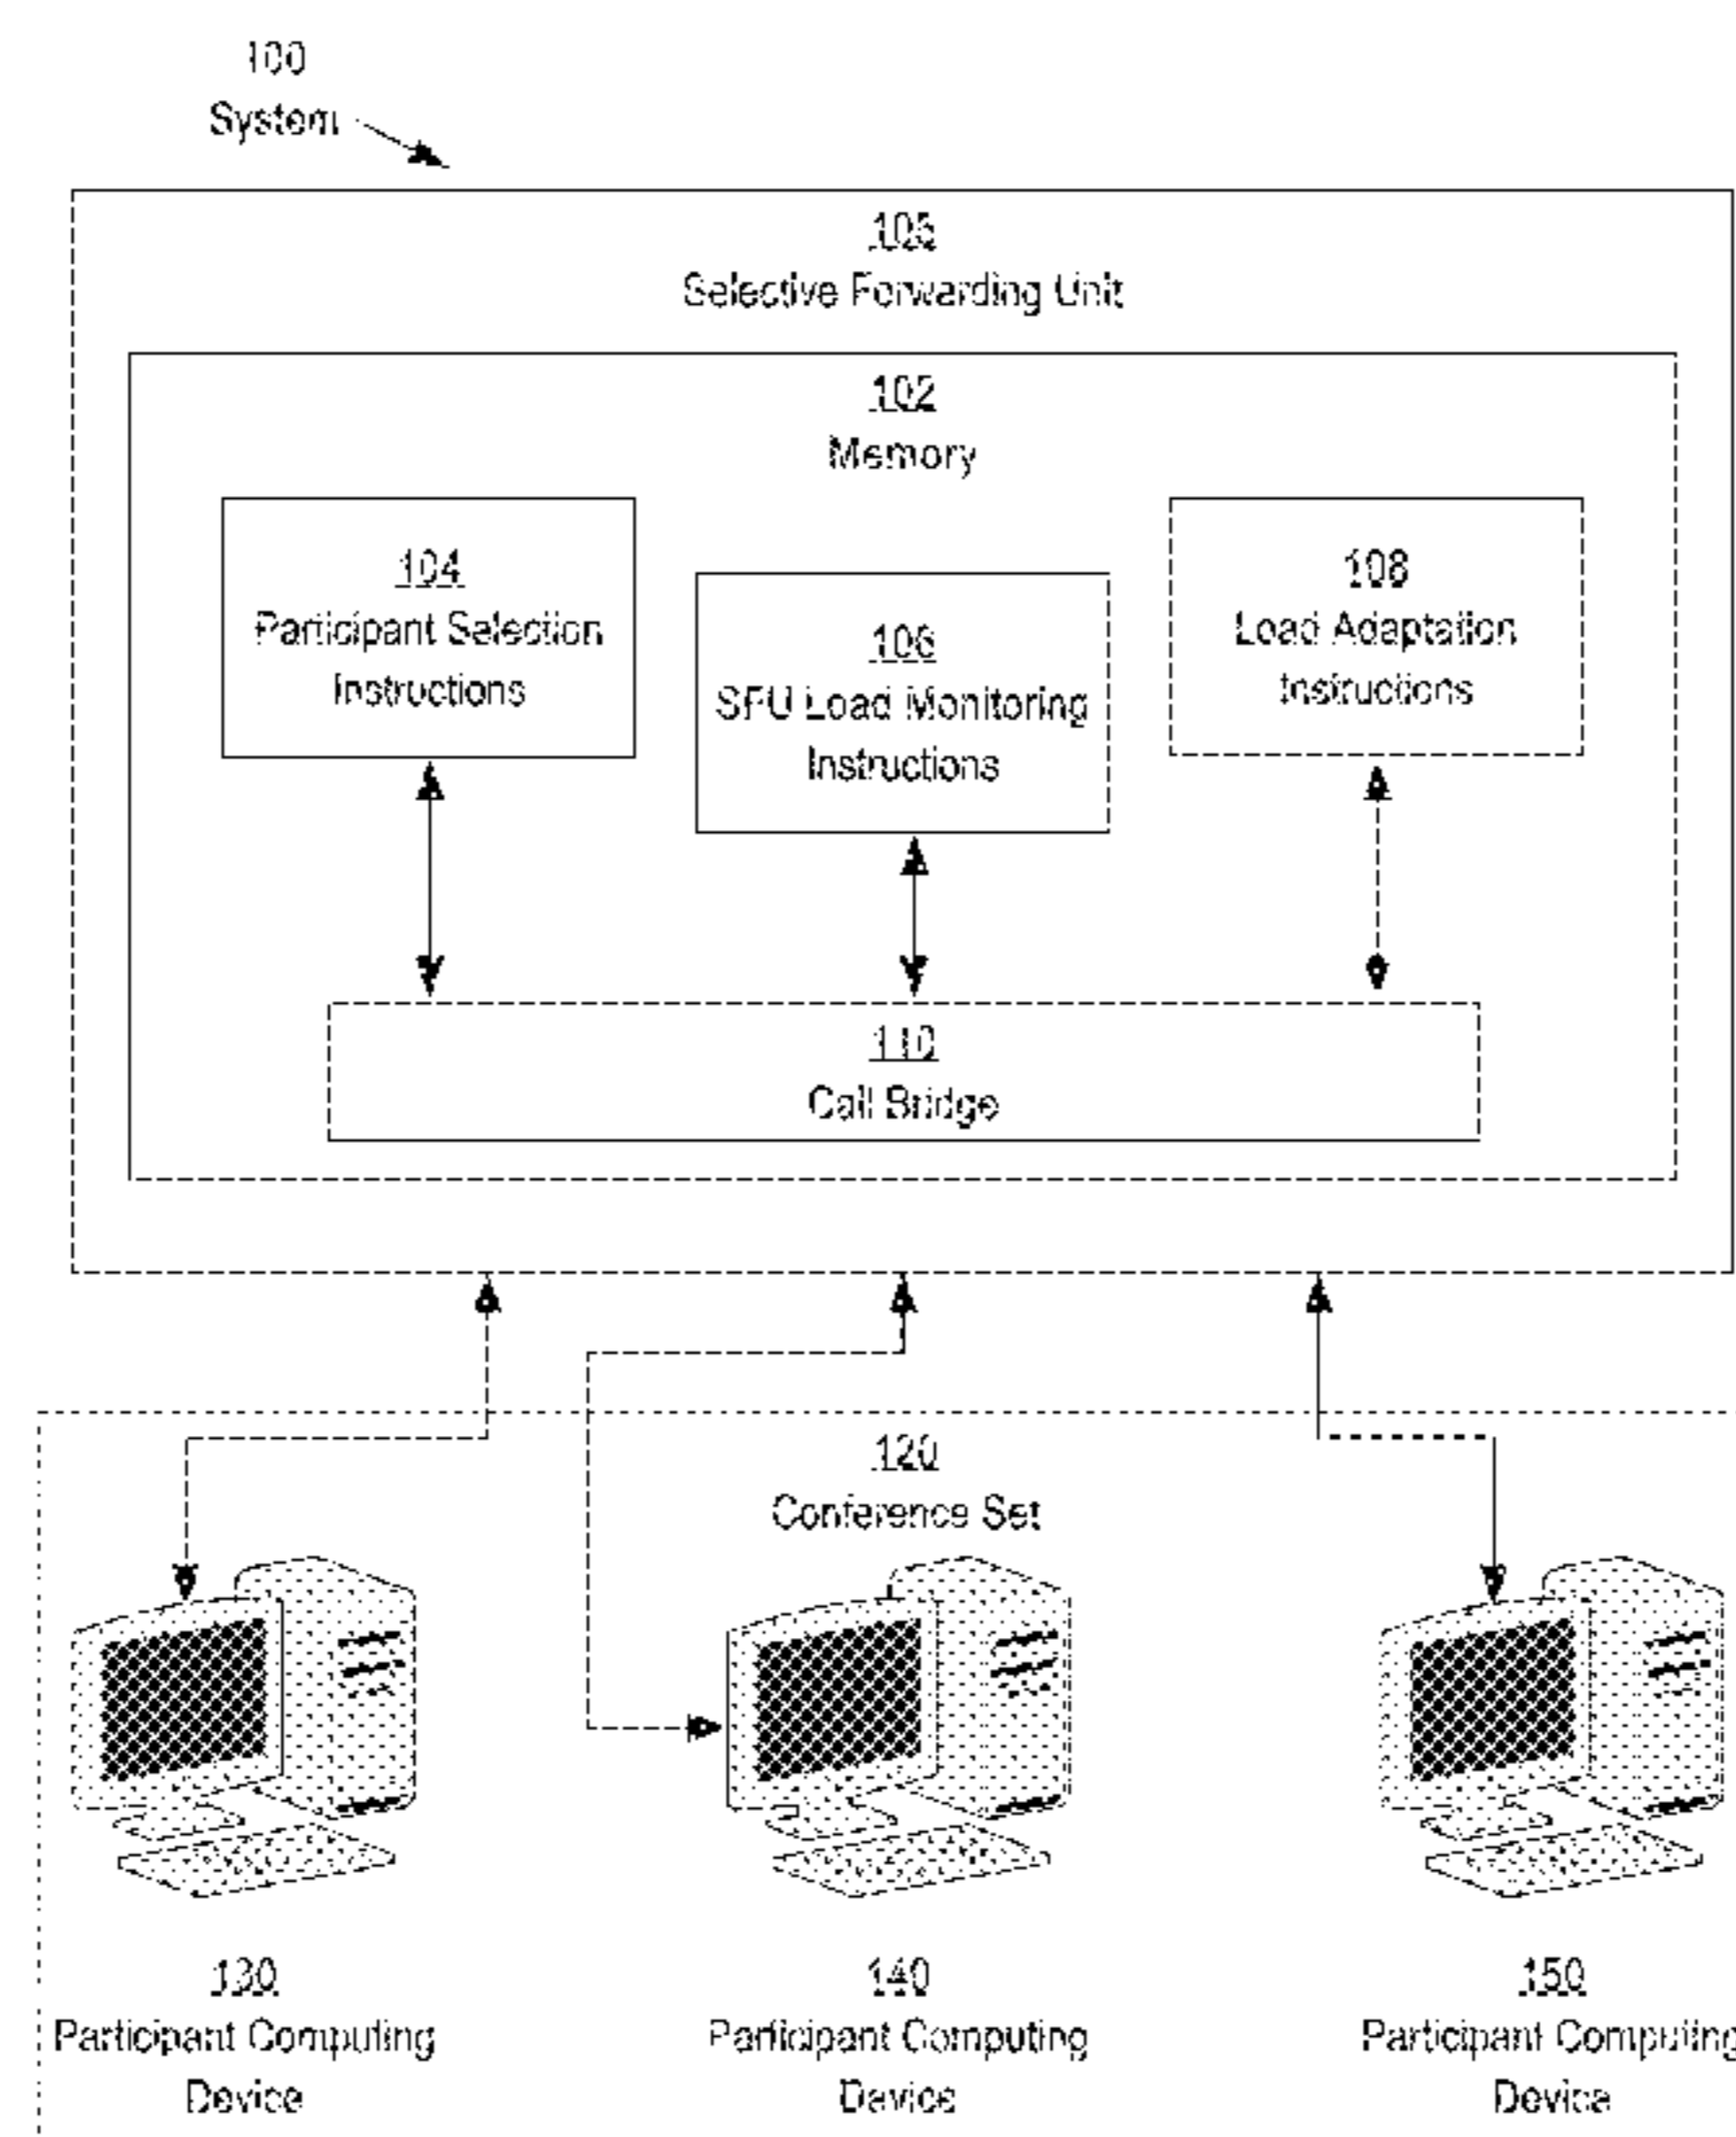 100
System
105
Selective Forwarding Unit
102
Memory
104
Participant Selection
Instructions
106
SFU Load Monitoring
Instructions
108
Load Adaptation
Instructions
110
Call Bridge
120
Conference Set
130
Participant Computing
Device
140
Participant Computing
Device
150
Participant Computing
Device